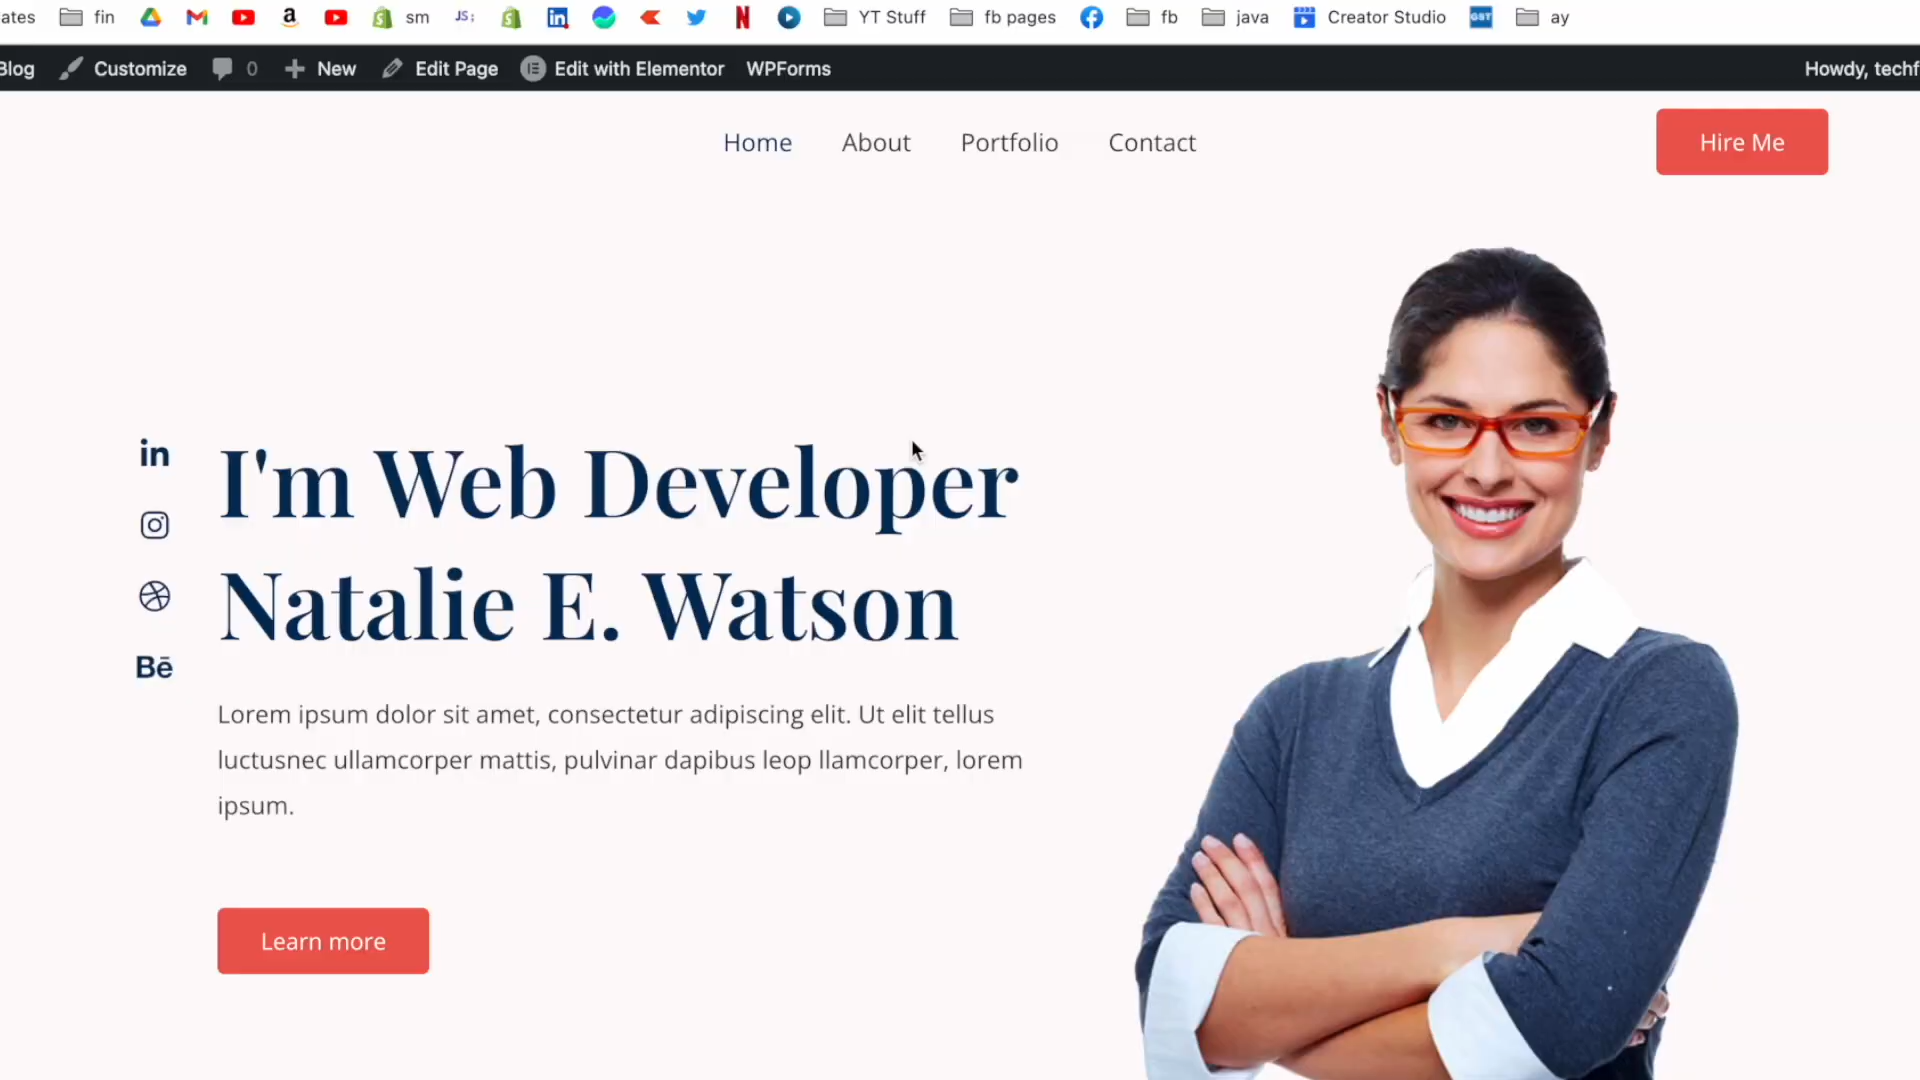 ates fin sm JS; YT Stuff fb pages fb java Creator Studio GST ay
Blog Customize 0 New Edit Page Edit with Elementor WPForms Howdy, techf
Home About Portfolio Contact Hire Me
in
I'm Web Developer
Natalie E. Watson
Bē
Lorem ipsum dolor sit amet, consectetur adipiscing elit. Ut elit tellus
luctusnec ullamcorper mattis, pulvinar dapibus leop llamcorper, lorem
ipsum.
Learn more